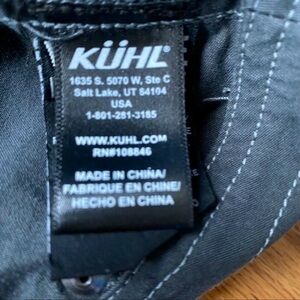 KÜHL®
1635 S. 5070 W, Ste C
Salt Lake, UT 84104
USA
1-801-281-3185
WWW.KUHL.COM
RN#108846
MADE IN CHINA/
FABRIQUE EN CHINE/
HECHO EN CHINA